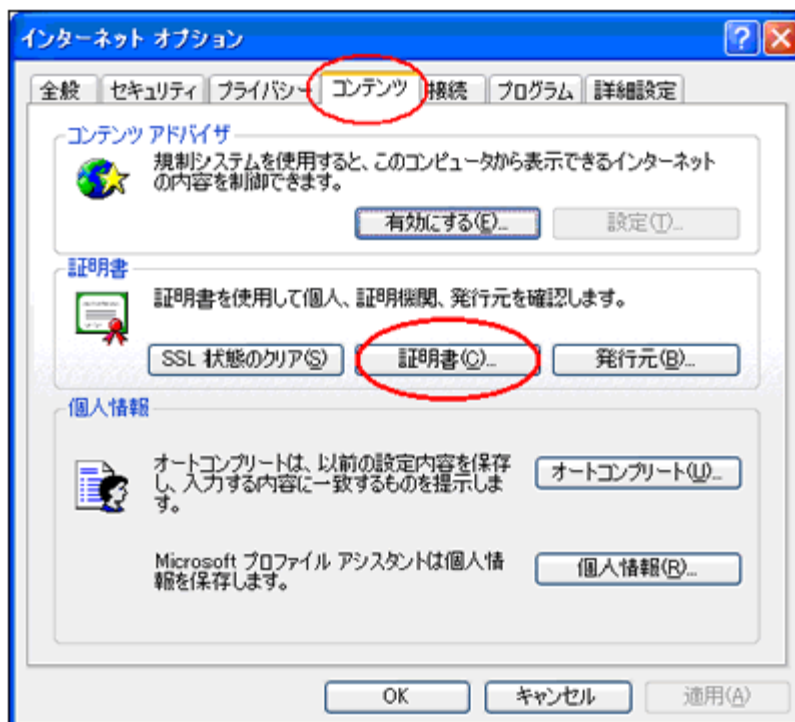 インターネット オプション
全般 セキュリティ プライバシー コンテンツ 接続 プログラム 詳細設定
コンテンツ アドバイザ
規制システムを使用すると、このコンピュータから表示できるインターネット
の内容を制御できます。
有効にする(E)... 設定(T)...
証明書
証明書を使用して個人、証明機関、発行元を確認します。
SSL 状態のクリア(S) 証明書(C)... 発行元(B)...
個人情報
オートコンプリートは、以前の設定内容を保存
し、入力する内容に一致するものを提示しま
す。
オートコンプリート(U)...
Microsoft プロファイル アシスタントは個人情
報を保存します。
個人情報(R)...
OK キャンセル 適用(A)